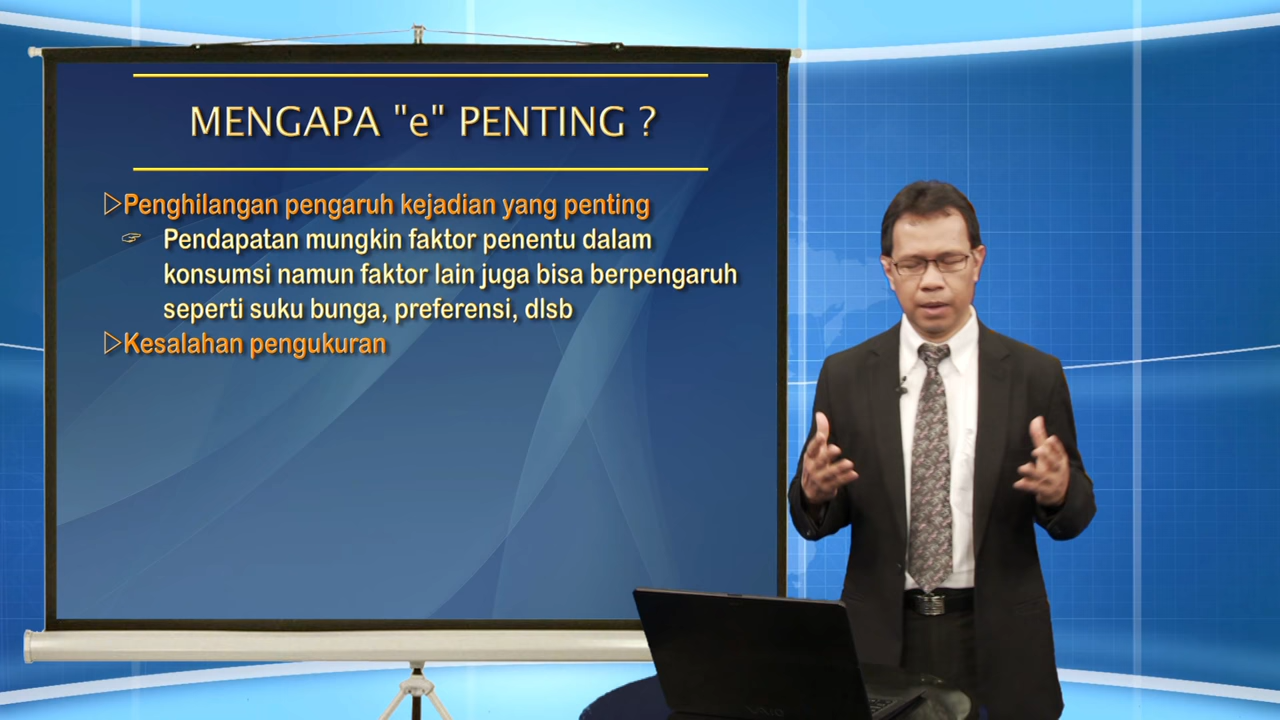 MENGAPA "e" PENTING ?
Penghilangan pengaruh kejadian yang penting
Pendapatan mungkin faktor penentu dalam
konsumsi namun faktor lain juga bisa berpengaruh
seperti suku bunga, preferensi, dlsb
Kesalahan pengukuran
VAIO